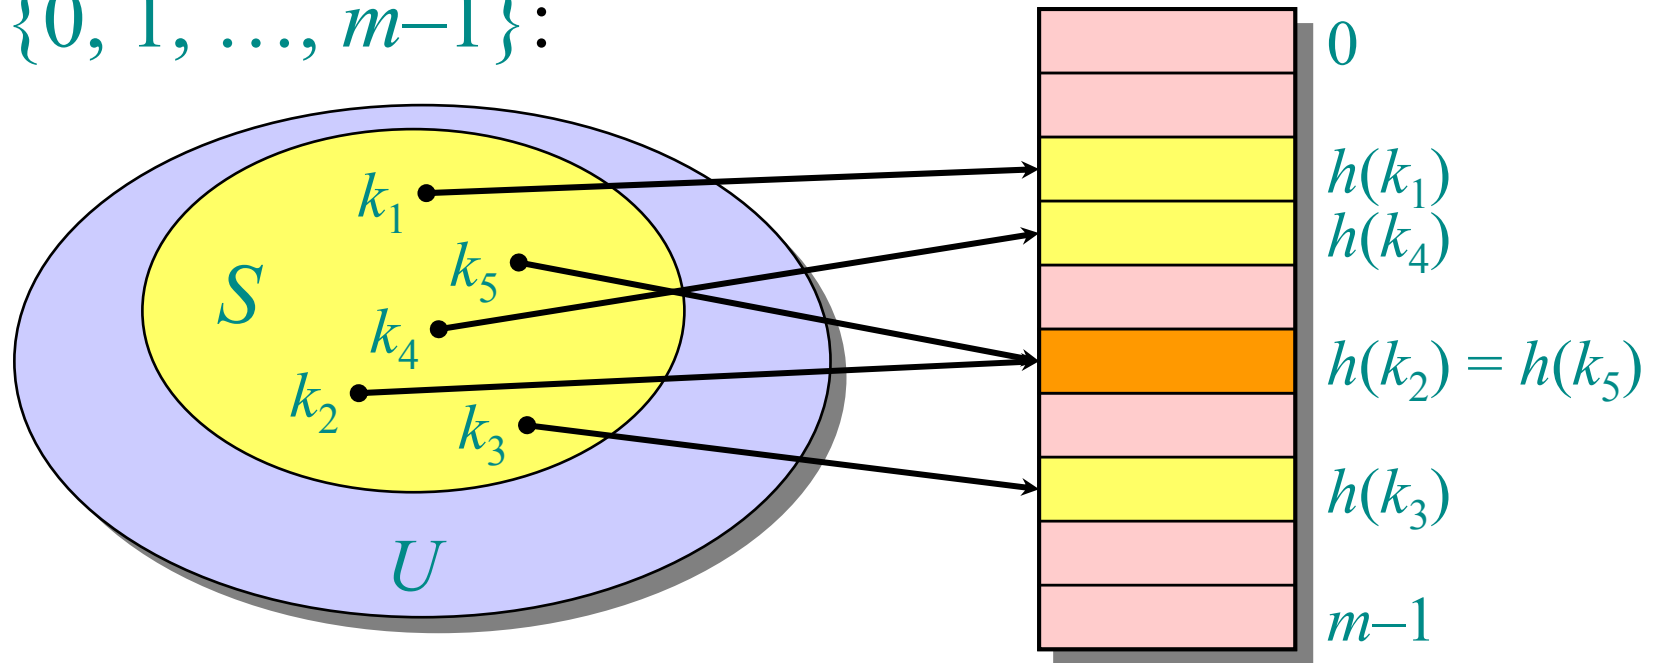 {0, 1, …, m–1}:
0
k₁
h(k₁)
k₅
h(k₄)
S
k₄
h(k₂) = h(k₅)
k₂
k₃
h(k₃)
U
m–1